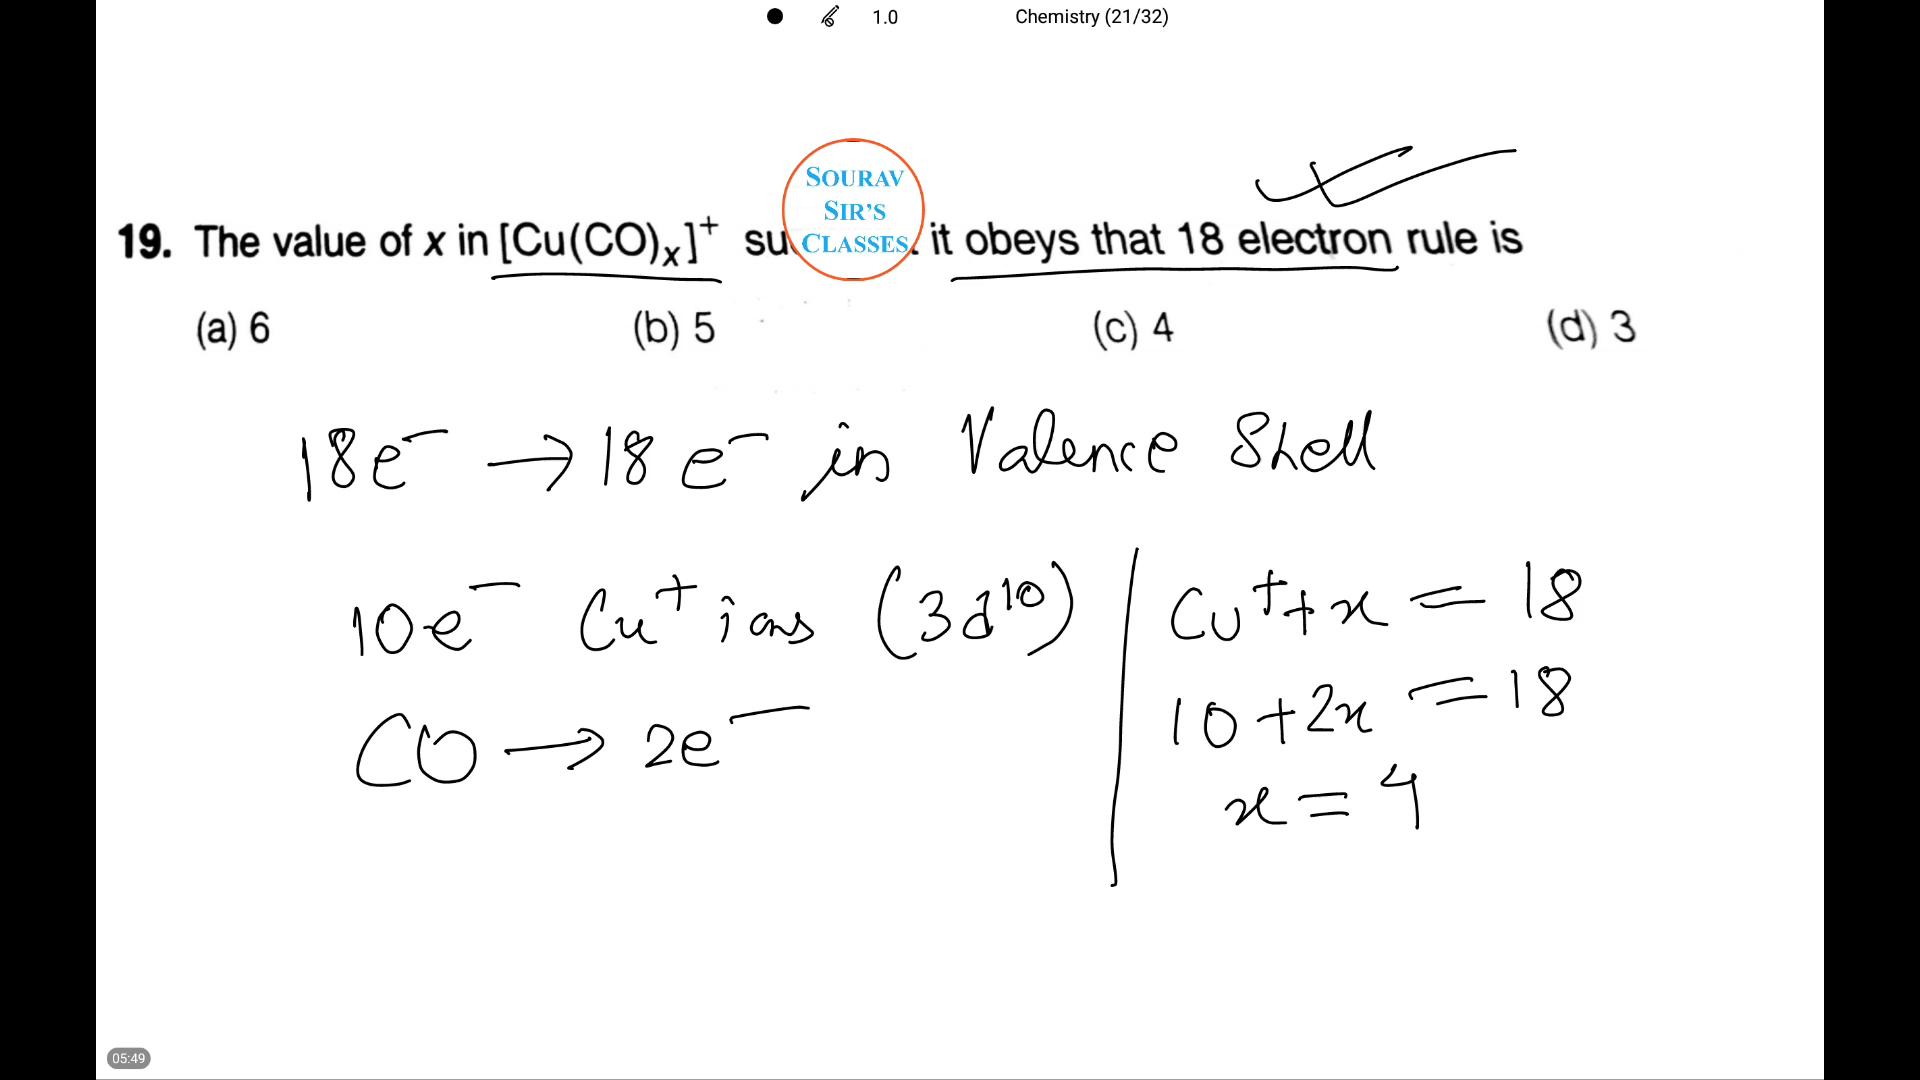 1.0 Chemistry (21/32)
SOURAV
SIR'S
CLASSES
19. The value of x in [Cu(CO)ₓ]⁺ su it obeys that 18 electron rule is
(a) 6 (b) 5 (c) 4 (d) 3
18e⁻ → 18 e⁻ in Valence Shell
10e⁻ Cu⁺ ions (3d¹⁰)
CO → 2e⁻
Cu⁺ + x = 18
10 + 2x = 18
x = 4
05:49